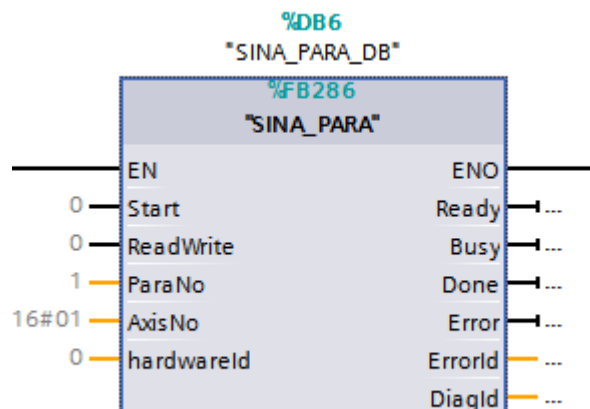 %DB6
"SINA_PARA_DB"
%FB286
"SINA_PARA"
EN ENO
0 Start Ready ...
0 ReadWrite Busy ...
1 ParaNo Done ...
16#01 AxisNo Error ...
0 hardwareId ErrorId ...
DiagId ...